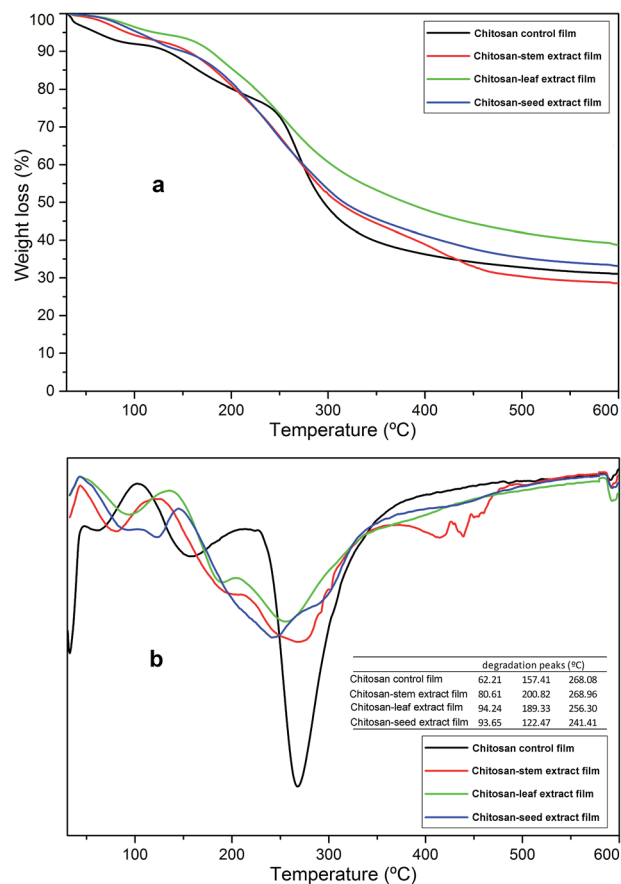 100
90
80
70
60
50
40
30
20
10
0
Weight loss (%)
a
Chitosan control film
Chitosan-stem extract film
Chitosan-leaf extract film
Chitosan-seed extract film
100 200 300 400 500 600
Temperature (ºC)
b
degradation peaks (ºC)
Chitosan control film 62.21 157.41 268.08
Chitosan-stem extract film 80.61 200.82 268.96
Chitosan-leaf extract film 94.24 189.33 256.30
Chitosan-seed extract film 93.65 122.47 241.41
Chitosan control film
Chitosan-stem extract film
Chitosan-leaf extract film
Chitosan-seed extract film
100 200 300 400 500 600
Temperature (ºC)